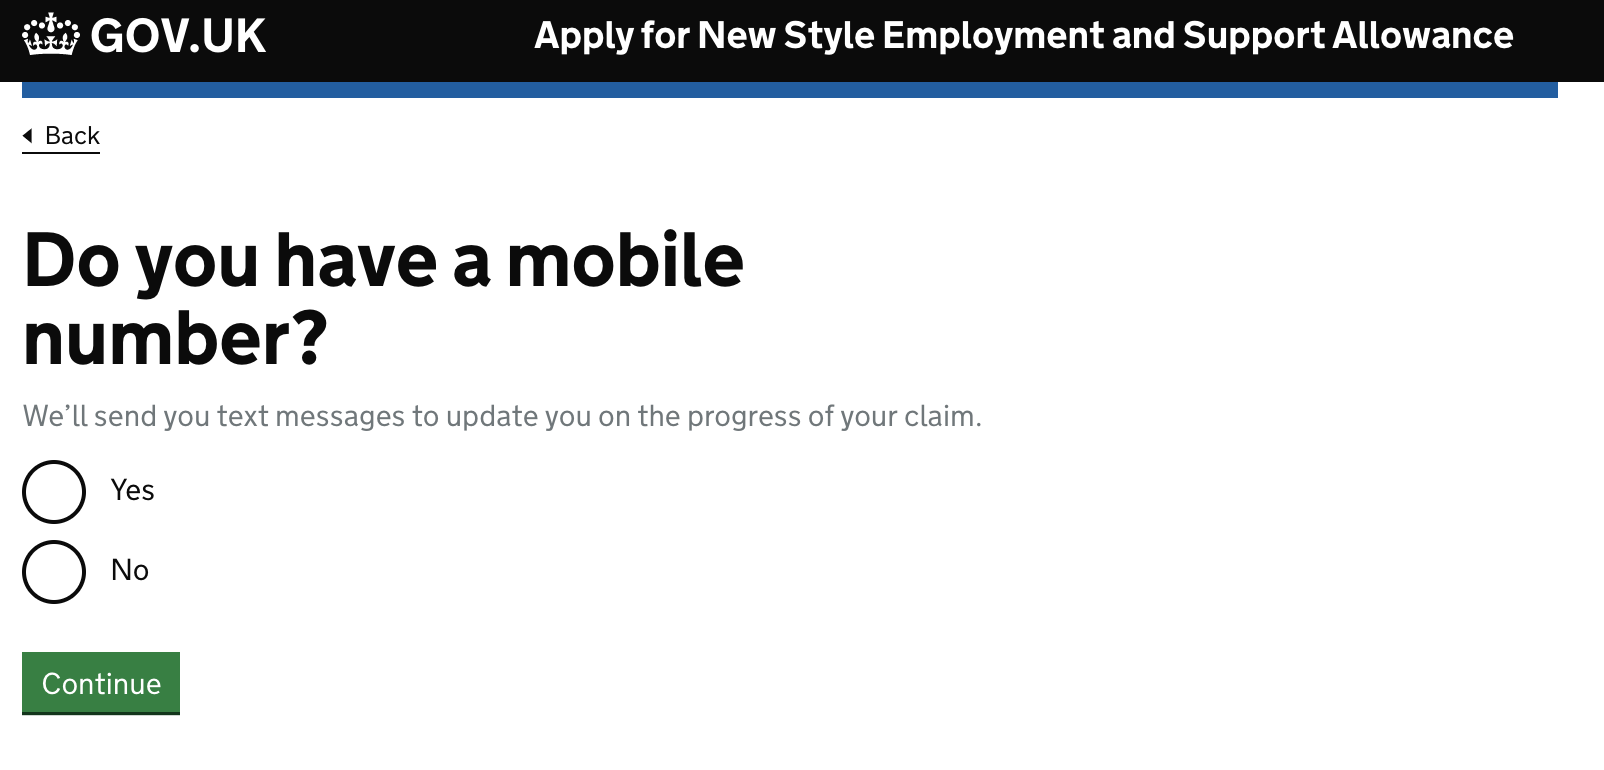 GOV.UK
Apply for New Style Employment and Support Allowance
Back
Do you have a mobile
number?
We’ll send you text messages to update you on the progress of your claim.
Yes
No
Continue